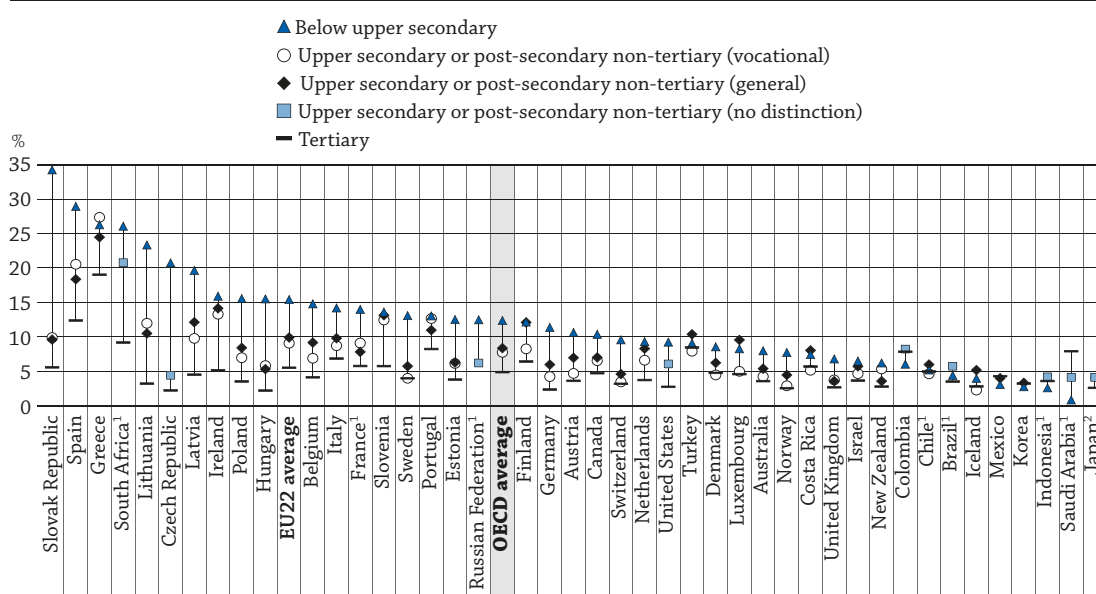 Below upper secondary
Upper secondary or post-secondary non-tertiary (vocational)
Upper secondary or post-secondary non-tertiary (general)
Upper secondary or post-secondary non-tertiary (no distinction)
Tertiary
%
35
30
25
20
15
10
5
0
Slovak Republic
Spain
Greece
South Africa¹
Lithuania
Czech Republic
Latvia
Ireland
Poland
Hungary
EU22 average
Belgium
Italy
France¹
Slovenia
Sweden
Portugal
Estonia
Russian Federation¹
OECD average
Finland
Germany
Austria
Canada
Switzerland
Netherlands
United States
Turkey
Denmark
Luxembourg
Australia
Norway
Costa Rica
United Kingdom
Israel
New Zealand
Colombia
Chile¹
Brazil¹
Iceland
Mexico
Korea
Indonesia¹
Saudi Arabia¹
Japan²